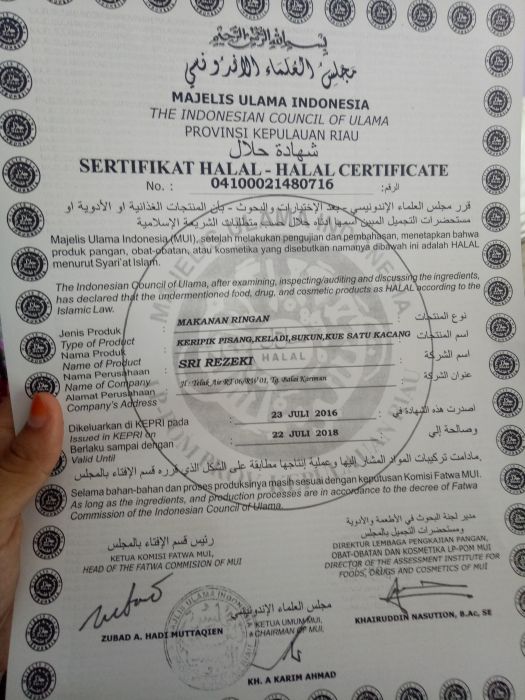 بسم الله الرحمن الرحيم
مجلس العلماء الإندونيسي
MAJELIS ULAMA INDONESIA
THE INDONESIAN COUNCIL OF ULAMA
PROVINSI KEPULAUAN RIAU
شهادة حلال
SERTIFIKAT HALAL - HALAL CERTIFICATE
No. : 04100021480716 الرقم:
قرر مجلس العلماء الإندونيسي - بعد الإختبارات والبحوث - بأن المنتجات الغذائية أو الأدوية او
مستحضرات التجميل المبين اسمها أدناه حلال حسب متطلبات الشريعة الإسلامية
Majelis Ulama Indonesia (MUI), setelah melakukan pengujian dan pembahasan, menetapkan bahwa
produk pangan, obat-obatan, atau kosmetika yang disebutkan namanya dibawah ini adalah HALAL
menurut Syari'at Islam.
The Indonesian Council of Ulama, after examining, inspecting/auditing and discussing the ingredients,
has declared that the undermentioned food, drug, and cosmetic products as HALAL according to the
Islamic Law.
Jenis Produk : MAKANAN RINGAN : نوع المنتجات
Type of Product
Nama Produk : KERIPIK PISANG,KELADI,SUKUN,KUE SATU KACANG : اسم المنتجات
Name of Product
Nama Perusahaan : SRI REZEKI : اسم الشركة
Name of Company
Alamat Perusahaan : Jl. Teluk Air RT 09/RW 01, Tg. Balai Karimun : عنوان الشركة
Company's Address
Dikeluarkan di KEPRI pada : 23 JULI 2016 : اصدرت هذه الشهادة في
Issued in KEPRI on
Berlaku sampai dengan : 22 JULI 2018 : وصالحة إلي
Valid Until
مادامت تركيبات المواد المشار إليها وعملية إنتاجها مطابقة على الشكل الذي قرره قسم الإفتاء بالمجلس.
Selama bahan-bahan dan proses produksinya masih sesuai dengan keputusan Komisi Fatwa MUI.
As long as the ingredients, and production processes are in accordance to the decree of Fatwa
Commission of the Indonesian Council of Ulama.
رئيس قسم الإفتاء بالمجلس
KETUA KOMISI FATWA MUI,
HEAD OF THE FATWA COMMISION OF MUI
ZUBAD A. HADI MUTTAQIEN
مدير لجنة البحوث في الأطعمة والأدوية
ومستحضرات التجميل بالمجلس
DIREKTUR LEMBAGA PENGKAJIAN PANGAN,
OBAT-OBATAN DAN KOSMETIKA LP-POM MUI
DIRECTOR OF THE ASSESSMENT INSTITUTE FOR
FOODS, DRUGS AND COSMETICS OF MUI
KHAIRUDDIN NASUTION, B.Ac, SE
مجلس العلماء الإندونيسي
KETUA UMUM MUI,
CHAIRMAN OF MUI,
KH. A KARIM AHMAD